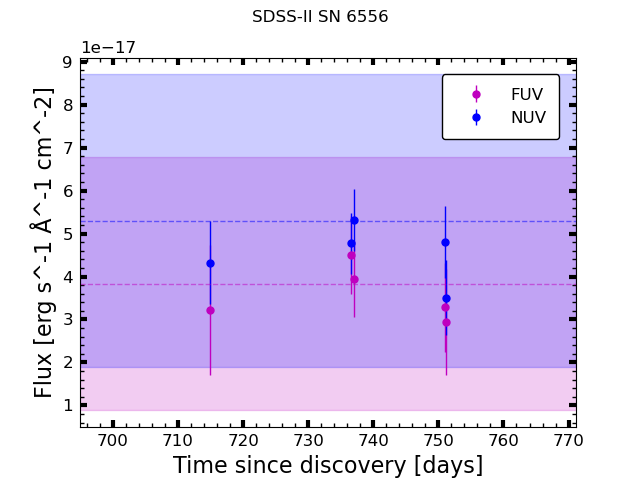 SDSS-II SN 6556
1e−17
9
8
7
6
5
4
3
2
1
Flux [erg s^-1 Å^-1 cm^-2]
FUV
NUV
700 710 720 730 740 750 760 770
Time since discovery [days]